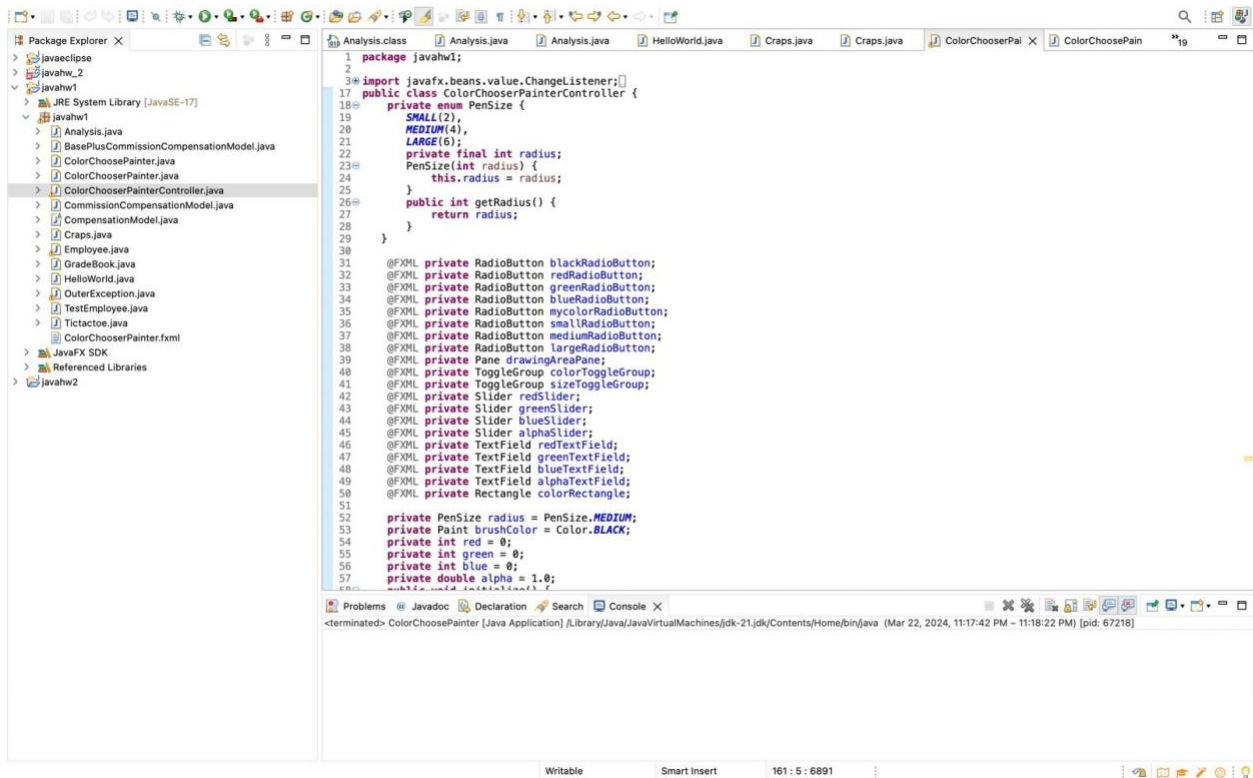 Package Explorer
javaeclipse
javahw_2
javahw1
JRE System Library [JavaSE-17]
javahw1
Analysis.java
BasePlusCommissionCompensationModel.java
ColorChoosePainter.java
ColorChooserPainter.java
ColorChooserPainterController.java
CommissionCompensationModel.java
CompensationModel.java
Craps.java
Employee.java
GradeBook.java
HelloWorld.java
OuterException.java
TestEmployee.java
Tictactoe.java
ColorChooserPainter.fxml
JavaFX SDK
Referenced Libraries
javahw2
Analysis.class Analysis.java Analysis.java HelloWorld.java Craps.java Craps.java ColorChooserPai ColorChoosePain 19
1 package javahw1;
2
3 import javafx.beans.value.ChangeListener;
17 public class ColorChooserPainterController {
18 private enum PenSize {
19 SMALL(2),
20 MEDIUM(4),
21 LARGE(6);
22 private final int radius;
23 PenSize(int radius) {
24 this.radius = radius;
25 }
26 public int getRadius() {
27 return radius;
28 }
29 }
30
31 @FXML private RadioButton blackRadioButton;
32 @FXML private RadioButton redRadioButton;
33 @FXML private RadioButton greenRadioButton;
34 @FXML private RadioButton blueRadioButton;
35 @FXML private RadioButton mycolorRadioButton;
36 @FXML private RadioButton smallRadioButton;
37 @FXML private RadioButton mediumRadioButton;
38 @FXML private RadioButton largeRadioButton;
39 @FXML private Pane drawingAreaPane;
40 @FXML private ToggleGroup colorToggleGroup;
41 @FXML private ToggleGroup sizeToggleGroup;
42 @FXML private Slider redSlider;
43 @FXML private Slider greenSlider;
44 @FXML private Slider blueSlider;
45 @FXML private Slider alphaSlider;
46 @FXML private TextField redTextField;
47 @FXML private TextField greenTextField;
48 @FXML private TextField blueTextField;
49 @FXML private TextField alphaTextField;
50 @FXML private Rectangle colorRectangle;
51
52 private PenSize radius = PenSize.MEDIUM;
53 private Paint brushColor = Color.BLACK;
54 private int red = 0;
55 private int green = 0;
56 private int blue = 0;
57 private double alpha = 1.0;
58 public void initialize() {
Problems Javadoc Declaration Search Console
<terminated> ColorChoosePainter [Java Application] /Library/Java/JavaVirtualMachines/jdk-21.jdk/Contents/Home/bin/java (Mar 22, 2024, 11:17:42 PM – 11:18:22 PM) [pid: 67218]
Writable Smart Insert 161 : 5 : 6891